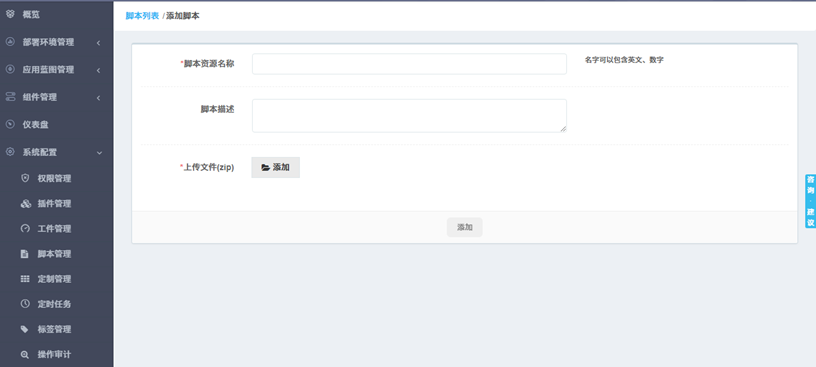 概览
部署环境管理
应用蓝图管理
组件管理
仪表盘
系统配置
权限管理
插件管理
工件管理
脚本管理
定制管理
定时任务
标签管理
操作审计
脚本列表 / 添加脚本
*脚本资源名称
名字可以包含英文、数字
脚本描述
*上传文件(zip)
添加
添加
咨询·建议